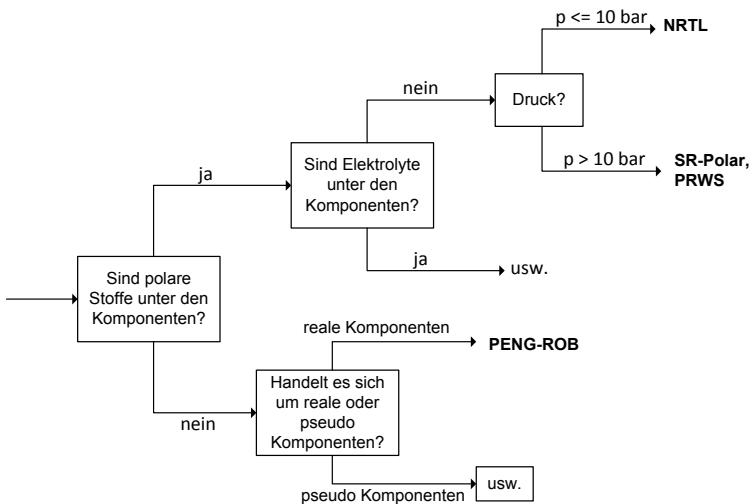 p <= 10 bar
NRTL
nein
Druck?
p > 10 bar
SR-Polar,
PRWS
ja
Sind Elektrolyte
unter den
Komponenten?
ja
usw.
Sind polare
Stoffe unter den
Komponenten?
reale Komponenten
PENG-ROB
nein
Handelt es sich
um reale oder
pseudo
Komponenten?
pseudo Komponenten
usw.